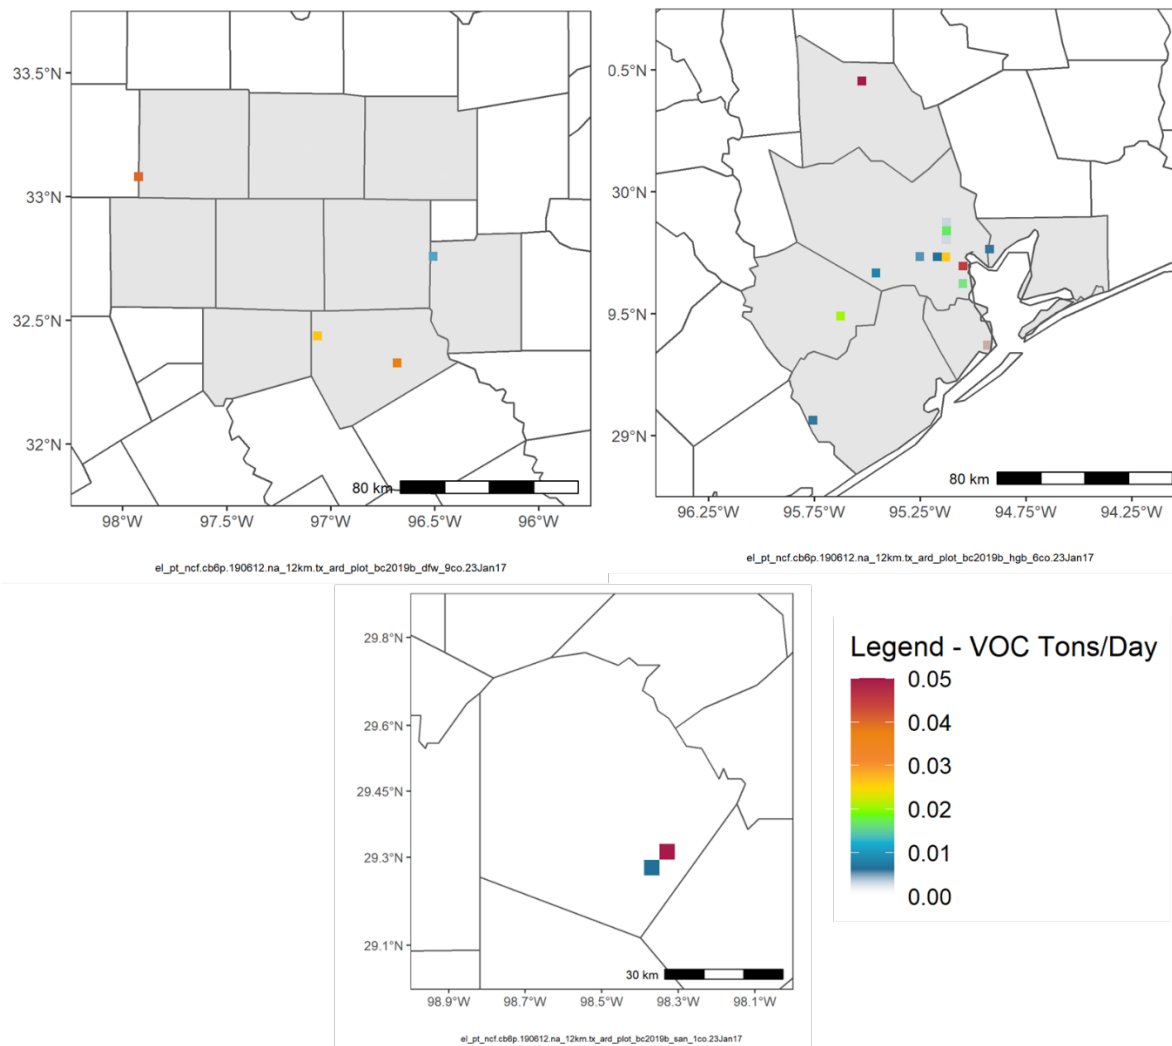 33.5°N
33°N
32.5°N
32°N
80 km
98°W 97.5°W 97°W 96.5°W 96°W
el_pt_ncf.cb6p.190612.na_12km.tx_ard_plot_bc2019b_dfw_9co.23Jan17
0.5°N
30°N
9.5°N
29°N
80 km
96.25°W 95.75°W 95.25°W 94.75°W 94.25°W
el_pt_ncf.cb6p.190612.na_12km.tx_ard_plot_bc2019b_hgb_6co.23Jan17
29.8°N
29.6°N
29.45°N
29.3°N
29.1°N
30 km
98.9°W 98.7°W 98.5°W 98.3°W 98.1°W
el_pt_ncf.cb6p.190612.na_12km.tx_ard_plot_bc2019b_san_1co.23Jan17
Legend - VOC Tons/Day
0.05
0.04
0.03
0.02
0.01
0.00